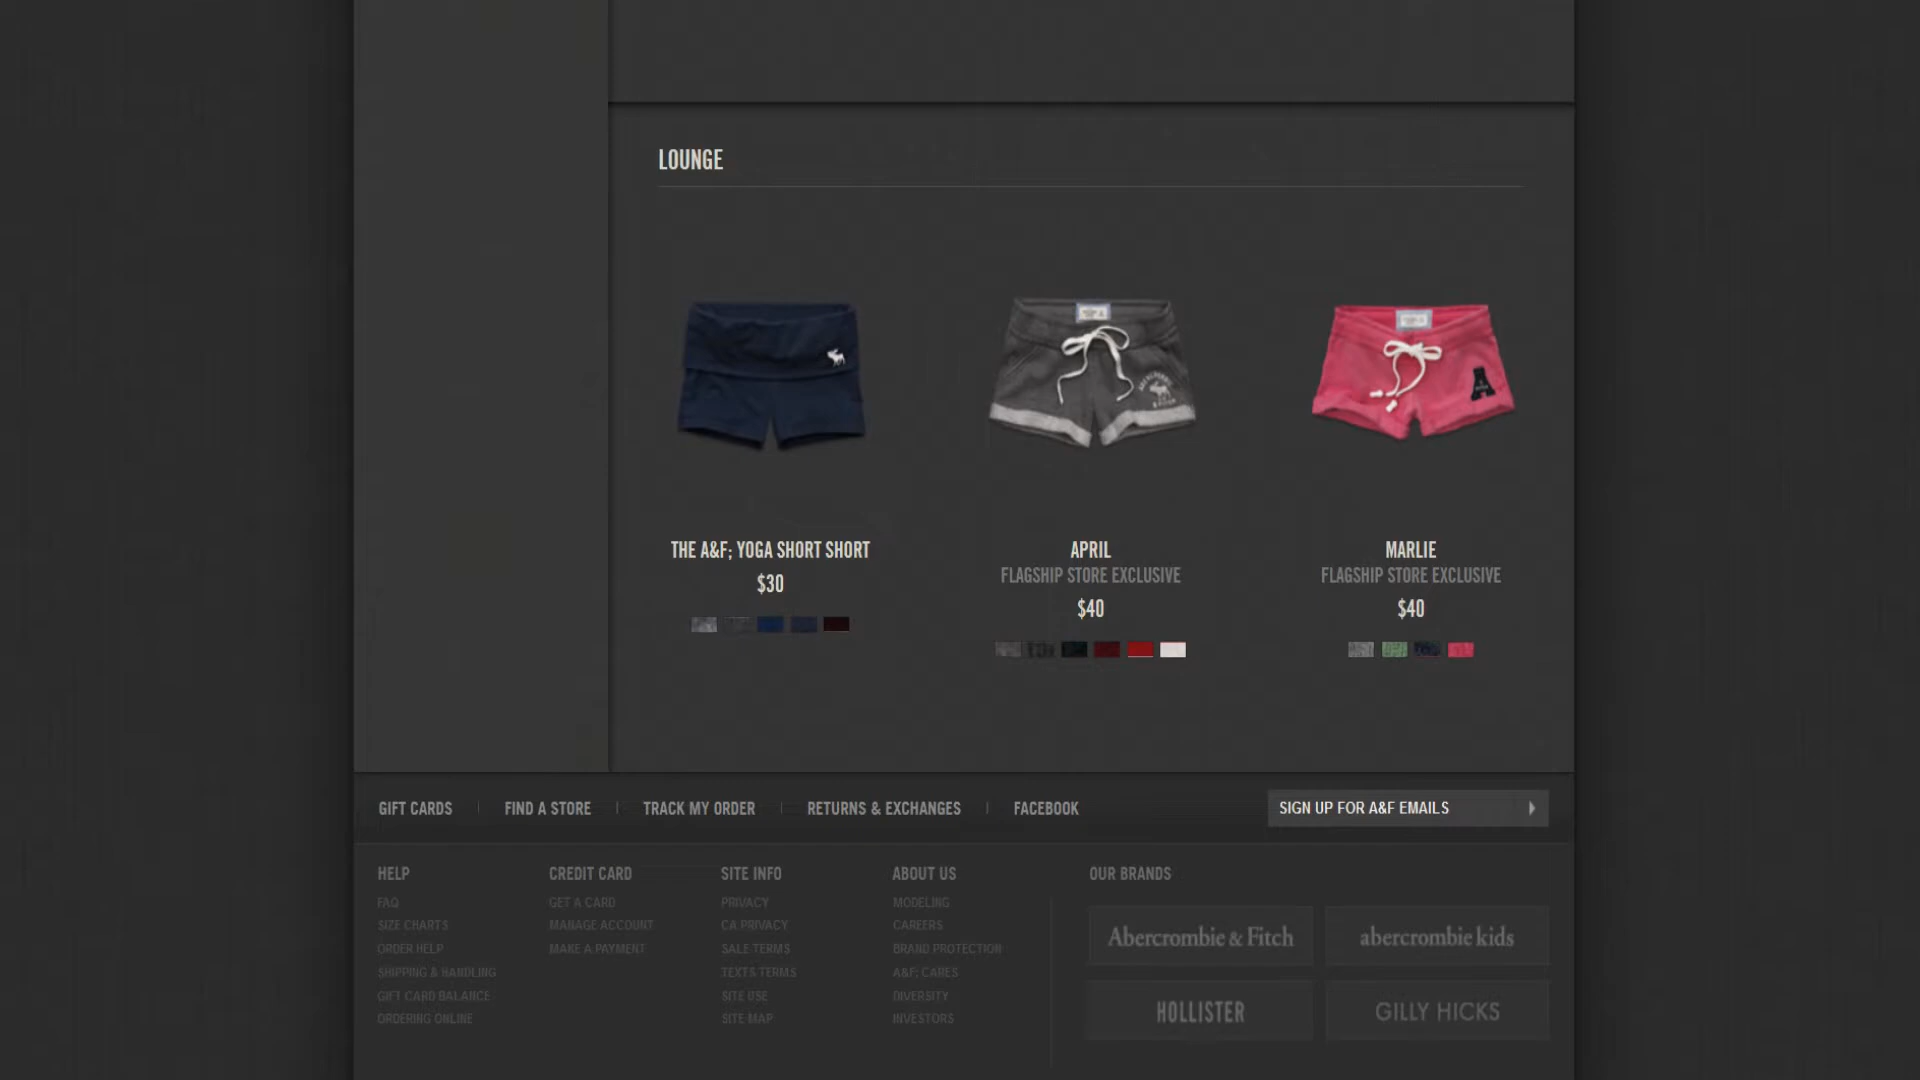 LOUNGE
THE A&F; YOGA SHORT SHORT
$30
APRIL
FLAGSHIP STORE EXCLUSIVE
$40
MARLIE
FLAGSHIP STORE EXCLUSIVE
$40
GIFT CARDS
FIND A STORE
TRACK MY ORDER
RETURNS & EXCHANGES
FACEBOOK
SIGN UP FOR A&F EMAILS
HELP
FAQ
SIZE CHARTS
ORDER HELP
SHIPPING & HANDLING
GIFT CARD BALANCE
ORDERING ONLINE
CREDIT CARD
GET A CARD
MANAGE ACCOUNT
MAKE A PAYMENT
SITE INFO
PRIVACY
CA PRIVACY
SALE TERMS
TEXTS TERMS
SITE USE
SITE MAP
ABOUT US
MODELING
CAREERS
BRAND PROTECTION
A&F; CARES
DIVERSITY
INVESTORS
OUR BRANDS
Abercrombie & Fitch
abercrombie kids
HOLLISTER
GILLY HICKS